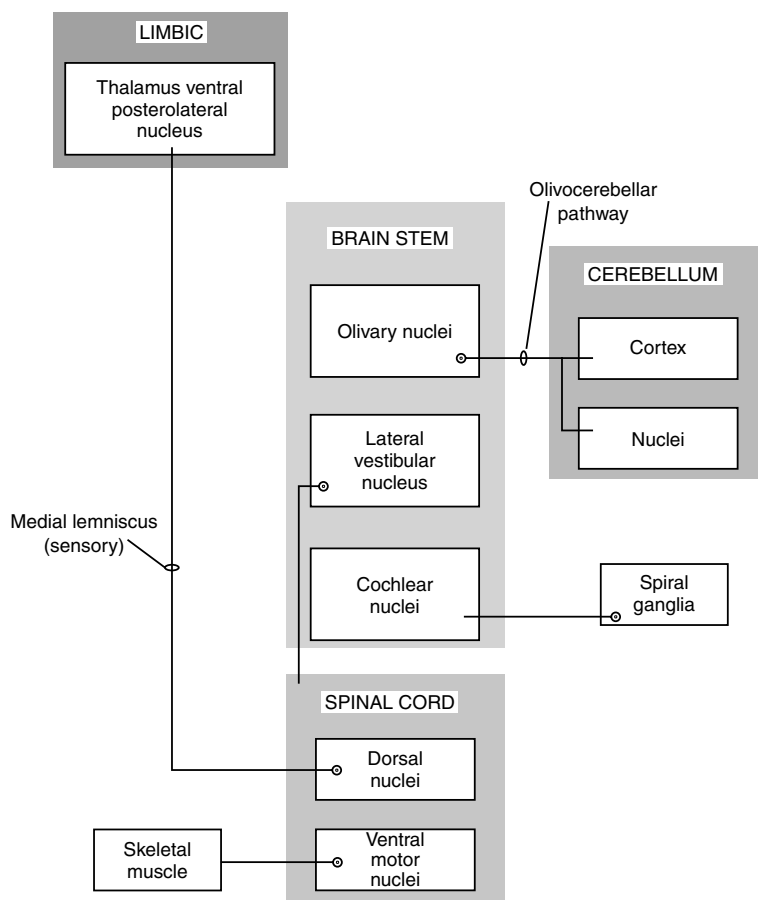 LIMBIC
Thalamus ventral
posterolateral
nucleus
Olivocerebellar
pathway
BRAIN STEM
CEREBELLUM
Olivary nuclei
Cortex
Lateral
vestibular
nucleus
Nuclei
Medial lemniscus
(sensory)
Cochlear
nuclei
Spiral
ganglia
SPINAL CORD
Dorsal
nuclei
Skeletal
muscle
Ventral
motor
nuclei